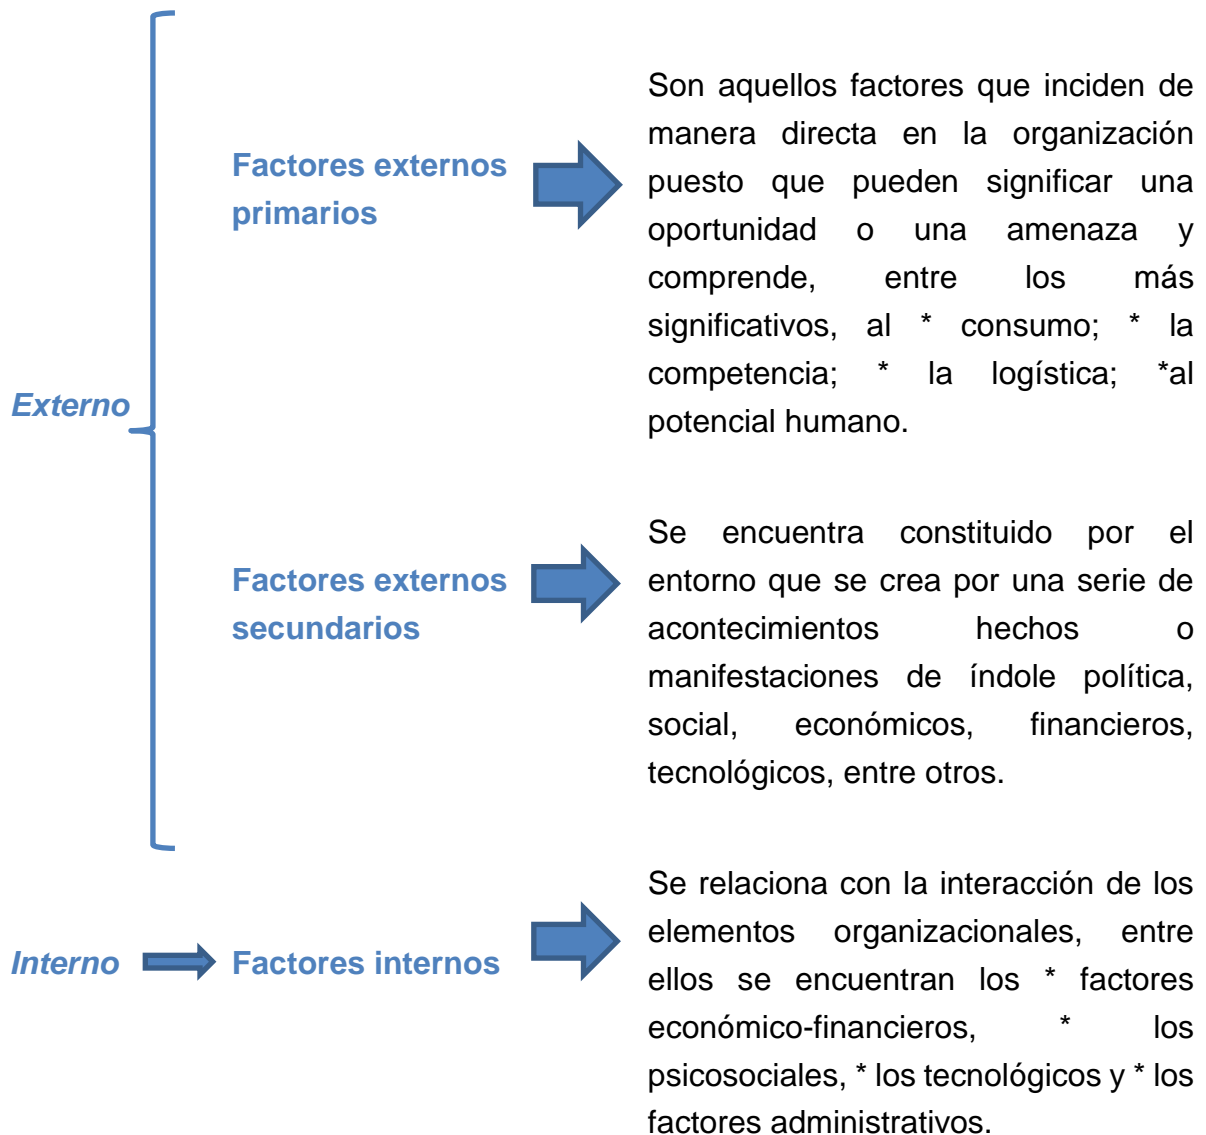 Externo
Factores externos
primarios
Son aquellos factores que inciden de
manera directa en la organización
puesto que pueden significar una
oportunidad o una amenaza y
comprende, entre los más
significativos, al * consumo; * la
competencia; * la logística; *al
potencial humano.
Factores externos
secundarios
Se encuentra constituido por el
entorno que se crea por una serie de
acontecimientos hechos o
manifestaciones de índole política,
social, económicos, financieros,
tecnológicos, entre otros.
Interno
Factores internos
Se relaciona con la interacción de los
elementos organizacionales, entre
ellos se encuentran los * factores
económico-financieros, * los
psicosociales, * los tecnológicos y * los
factores administrativos.